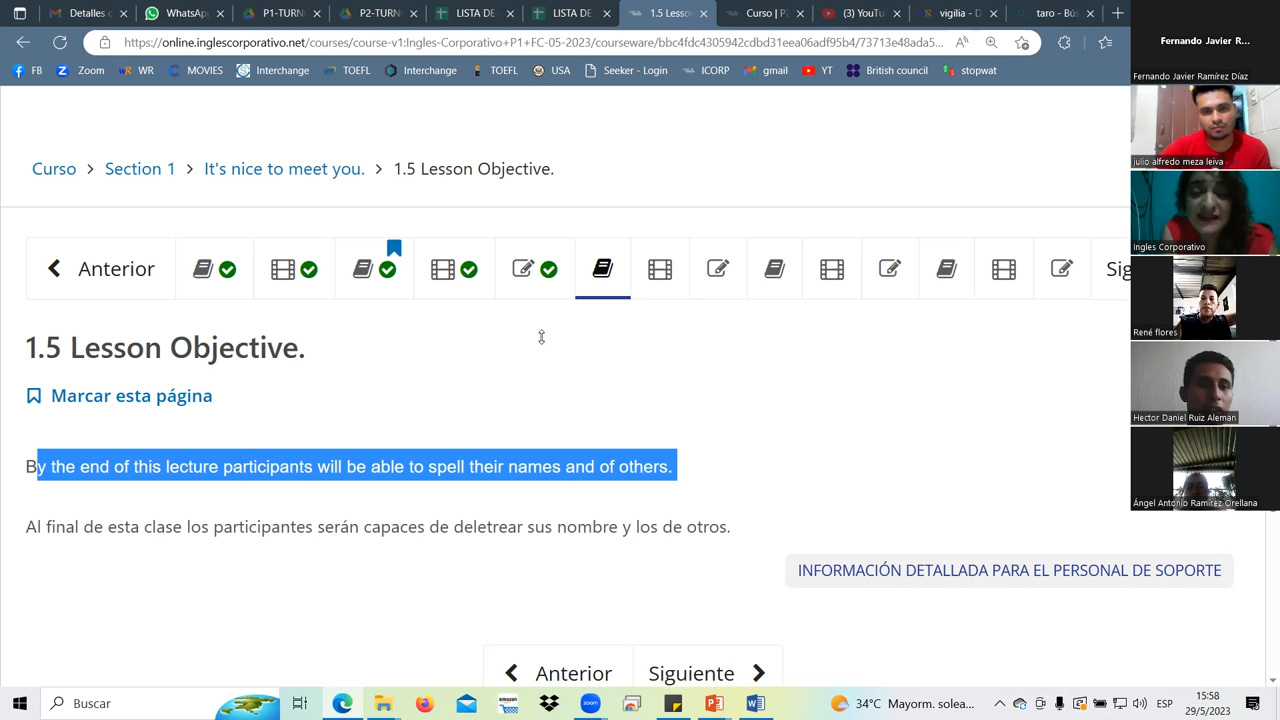 Detalles c
WhatsApp
P1-TURN
P2-TURN
LISTA DE
LISTA DE
1.5 Lesson
Curso | P2
(3) YouTu
vigilia - D
taro - Bús
https://online.inglescorporativo.net/courses/course-v1:Ingles-Corporativo+P1+FC-05-2023/courseware/bbc4fdc4305942cdbd31eea06adf95b4/73713e48ada5...
FB
Zoom
WR
MOVIES
Interchange
TOEFL
Interchange
TOEFL
USA
Seeker - Login
ICORP
gmail
YT
British council
stopwat
Fernando Javier R...
Fernando Javier Ramírez Díaz
julio alfredo meza leiva
Ingles Corporativo
René flores
Hector Daniel Ruiz Aleman
Ángel Antonio Ramirez Orellana
Curso > Section 1 > It's nice to meet you. > 1.5 Lesson Objective.
Anterior
Sig
1.5 Lesson Objective.
Marcar esta página
By the end of this lecture participants will be able to spell their names and of others.
Al final de esta clase los participantes serán capaces de deletrear sus nombre y los de otros.
INFORMACIÓN DETALLADA PARA EL PERSONAL DE SOPORTE
Anterior
Siguiente
Buscar
amazon
zoom
34°C Mayorm. solea...
ESP
15:58
29/5/2023